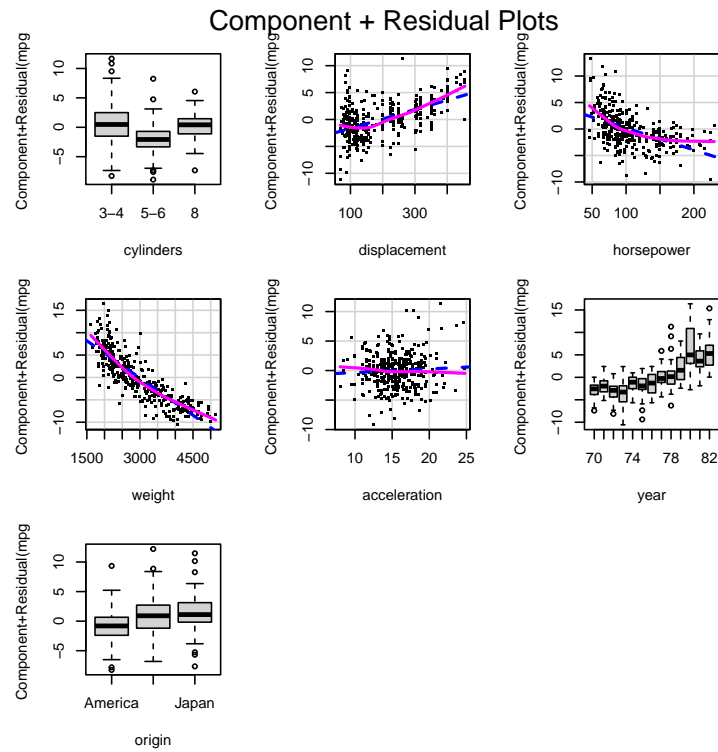 Component + Residual Plots
Component+Residual(mpg
−5 0 5 10
3−4 5−6 8
cylinders
Component+Residual(mpg
−10 0 5 10
100 300
displacement
Component+Residual(mpg
−10 0 5 10
50 100 200
horsepower
Component+Residual(mpg
−10 0 5 15
1500 3000 4500
weight
Component+Residual(mpg
−10 0 5 10
10 15 20 25
acceleration
Component+Residual(mpg
−10 0 5 15
70 74 78 82
year
Component+Residual(mpg
−5 0 5 10
America Japan
origin